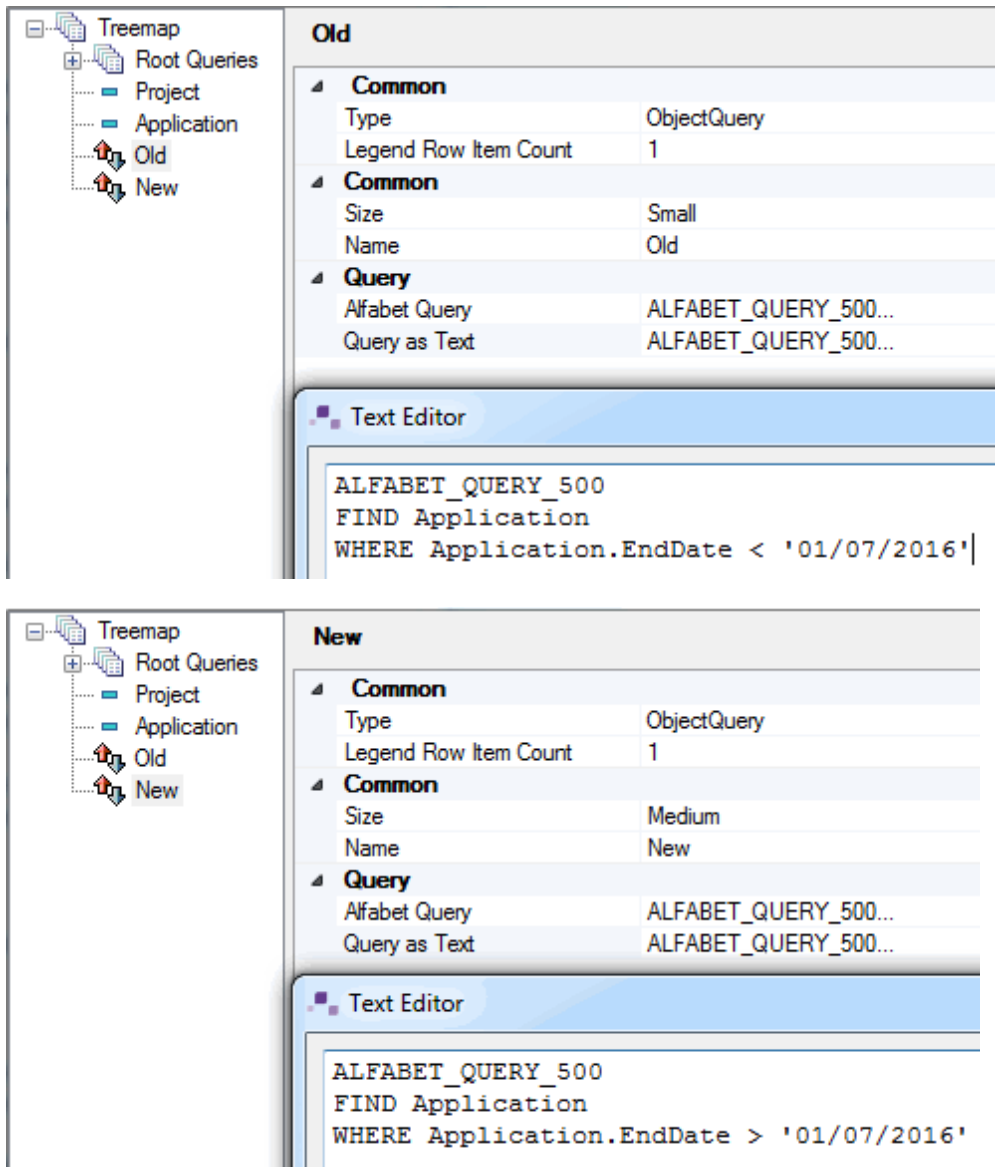 Treemap
Root Queries
Project
Application
Old
New
Old
Common
Type ObjectQuery
Legend Row Item Count 1
Common
Size Small
Name Old
Query
Alfabet Query ALFABET_QUERY_500...
Query as Text ALFABET_QUERY_500...
Text Editor
ALFABET_QUERY_500
FIND Application
WHERE Application.EndDate < '01/07/2016'
Treemap
Root Queries
Project
Application
Old
New
New
Common
Type ObjectQuery
Legend Row Item Count 1
Common
Size Medium
Name New
Query
Alfabet Query ALFABET_QUERY_500...
Query as Text ALFABET_QUERY_500...
Text Editor
ALFABET_QUERY_500
FIND Application
WHERE Application.EndDate > '01/07/2016'